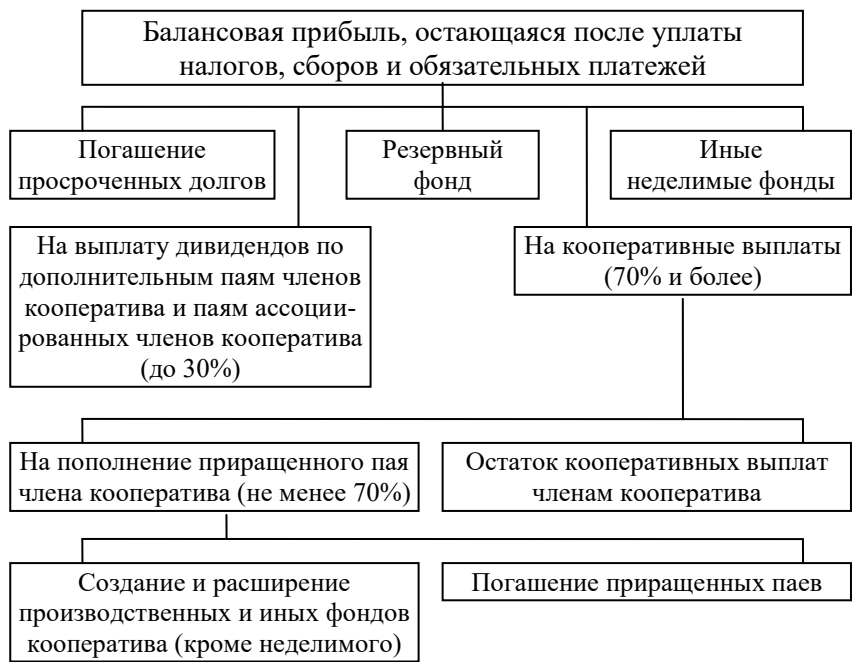 Балансовая прибыль, остающаяся после уплаты
налогов, сборов и обязательных платежей
Погашение
просроченных долгов
Резервный
фонд
Иные
неделимые фонды
На выплату дивидендов по
дополнительным паям членов
кооператива и паям ассоции-
рованных членов кооператива
(до 30%)
На кооперативные выплаты
(70% и более)
На пополнение приращенного пая
члена кооператива (не менее 70%)
Остаток кооперативных выплат
членам кооператива
Создание и расширение
производственных и иных фондов
кооператива (кроме неделимого)
Погашение приращенных паев